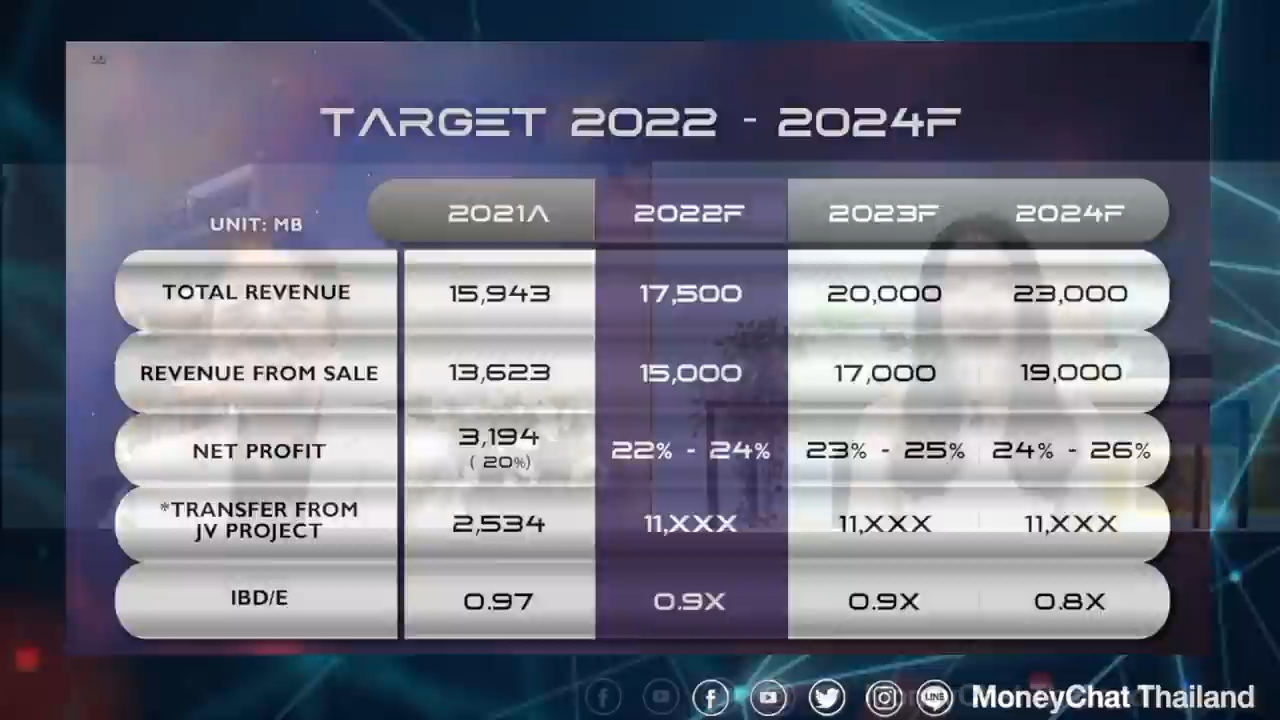 TARGET 2022 - 2024F
UNIT: MB
2021A
2022F
2023F
2024F
TOTAL REVENUE
15,943
17,500
20,000
23,000
REVENUE FROM SALE
13,623
15,000
17,000
19,000
NET PROFIT
3,194
( 20%)
22% - 24%
23% - 25%
24% - 26%
*TRANSFER FROM
JV PROJECT
2,534
11,XXX
11,XXX
11,XXX
IBD/E
0.97
0.9X
0.9X
0.8X
LINE
MoneyChat Thailand